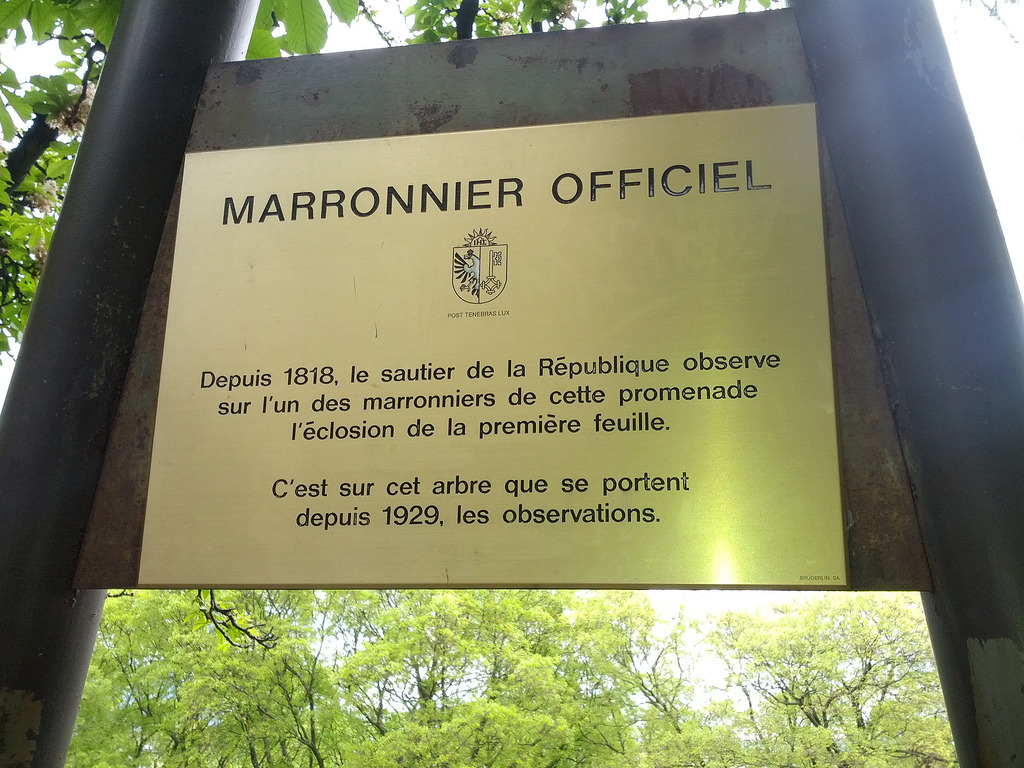 MARRONNIER OFFICIEL
IHS
POST TENEBRAS LUX
Depuis 1818, le sautier de la République observe
sur l'un des marronniers de cette promenade
l'éclosion de la première feuille.
C'est sur cet arbre que se portent
depuis 1929, les observations.
BRUDERLIN SA